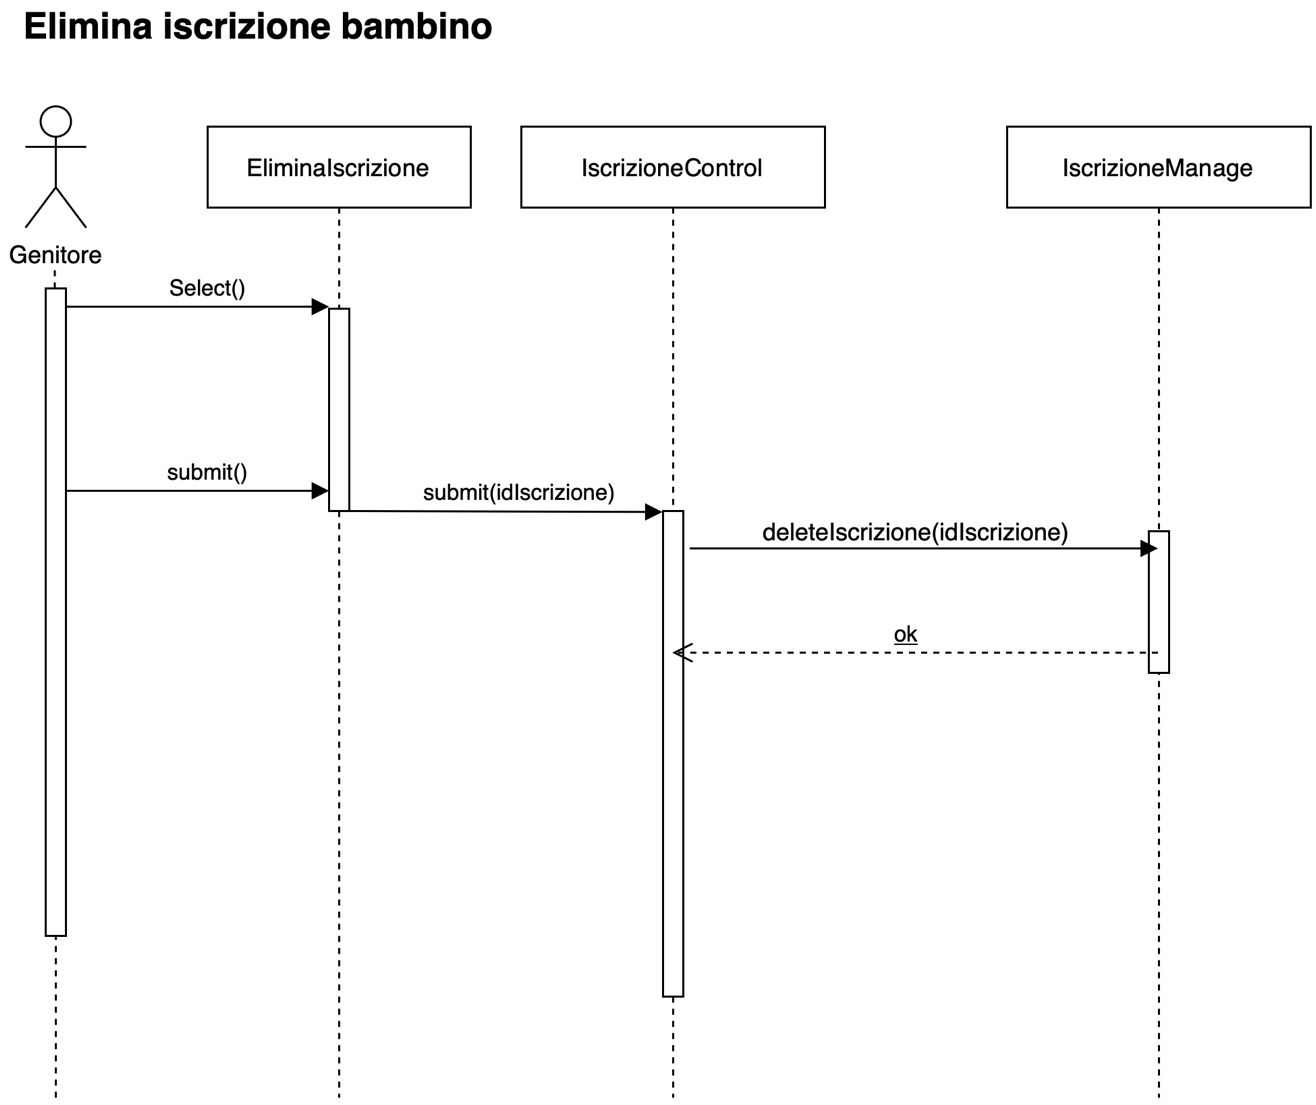 Elimina iscrizione bambino
EliminaIscrizione
IscrizioneControl
IscrizioneManage
Genitore
Select()
submit()
submit(idIscrizione)
deleteIscrizione(idIscrizione)
ok